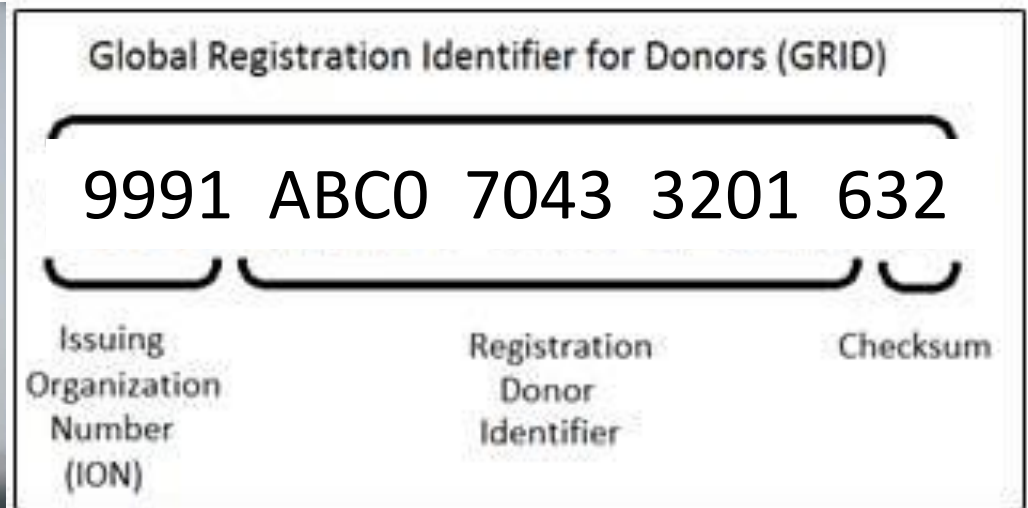 Global Registration Identifier for Donors (GRID)
9991 ABC0 7043 3201 632
Issuing Organization Number (ION)
Registration Donor Identifier
Checksum